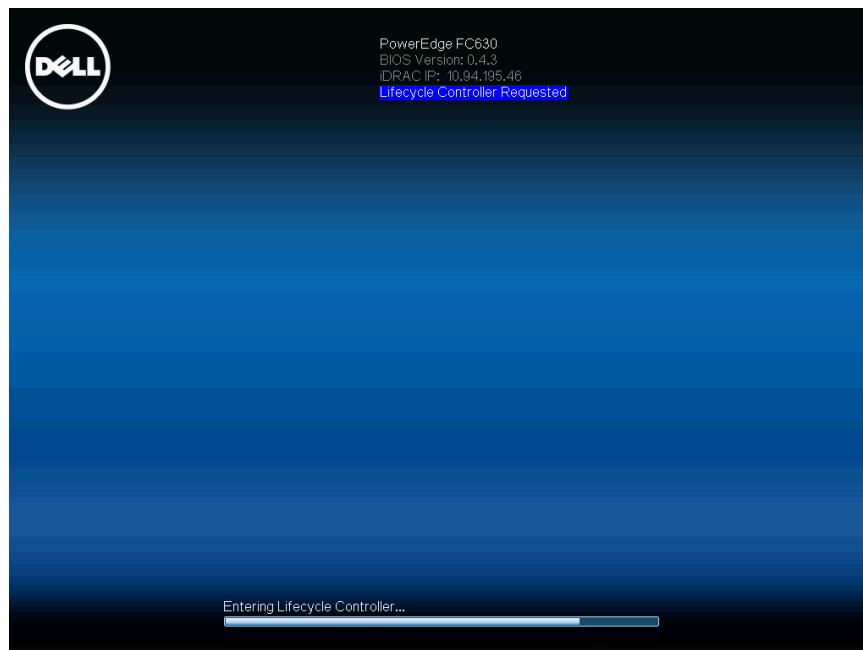 DELL
PowerEdge FC630
BIOS Version: 0.4.3
iDRAC IP: 10.94.195.46
Lifecycle Controller Requested
Entering Lifecycle Controller...